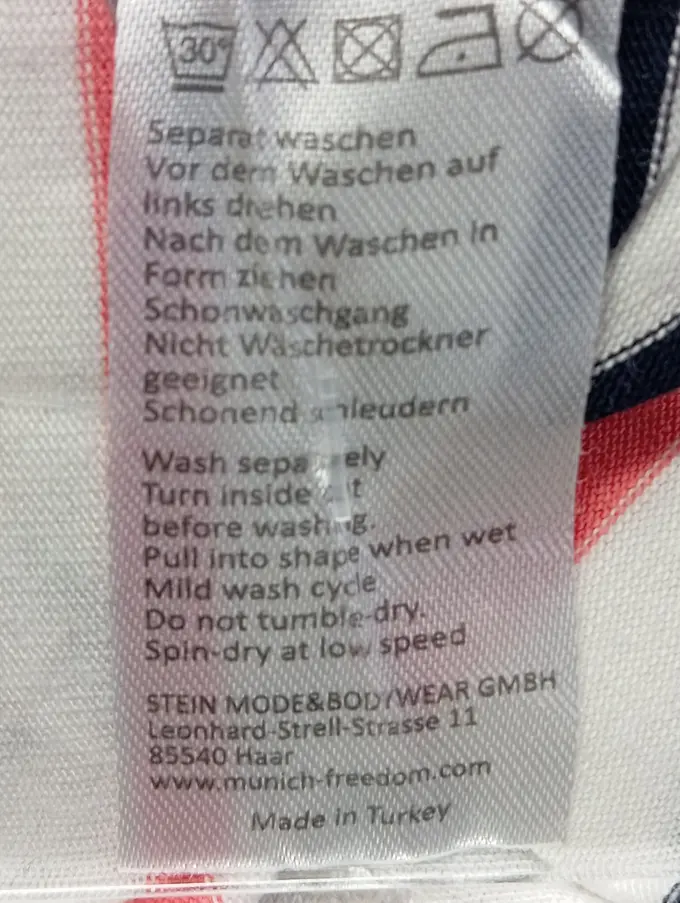 30°
Separat waschen
Vor dem Waschen auf
links drehen
Nach dem Waschen in
Form ziehen
Schonwaschgang
Nicht Wäschetrockner
geeignet
Schonend schleudern
Wash separately
Turn inside out
before washing.
Pull into shape when wet
Mild wash cycle
Do not tumble-dry.
Spin-dry at low speed
STEIN MODE&BODYWEAR GMBH
Leonhard-Strell-Strasse 11
85540 Haar
www.munich-freedom.com
Made in Turkey